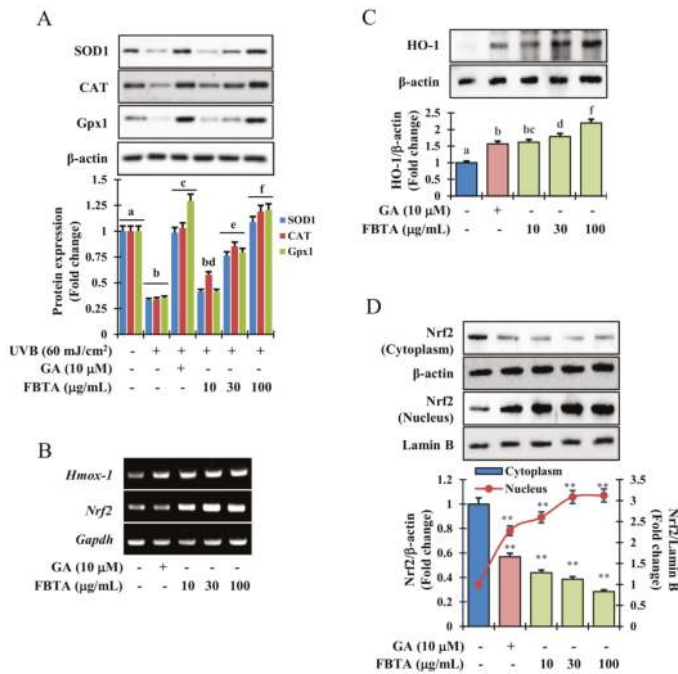 A
SOD1
CAT
Gpx1
β-actin
Protein expression
(Fold change)
1.5
1.25
1
0.75
0.5
0.25
0
a
b
c
bd
e
f
SOD1
CAT
Gpx1
UVB (60 mJ/cm²) - + + + + +
GA (10 μM) - - + - - -
FBTA (μg/mL) - - - 10 30 100
B
Hmox-1
Nrf2
Gapdh
GA (10 μM) - + - - -
FBTA (μg/mL) - - 10 30 100
C
HO-1
β-actin
HO-1/β-actin
(Fold change)
2.5
2
1.5
1
0.5
0
a
b
bc
d
f
GA (10 μM) - + - - -
FBTA (μg/mL) - - 10 30 100
D
Nrf2
(Cytoplasm)
β-actin
Nrf2
(Nucleus)
Lamin B
Nrf2/β-actin
(Fold change)
1.2
1
0.8
0.6
0.4
0.2
0
Cytoplasm
Nucleus
** ** ** **
** ** ** **
3.5
3
2.5
2
1.5
1
0.5
0
Nrf2/Lamin B
(Fold change)
GA (10 μM) - + - - -
FBTA (μg/mL) - - 10 30 100